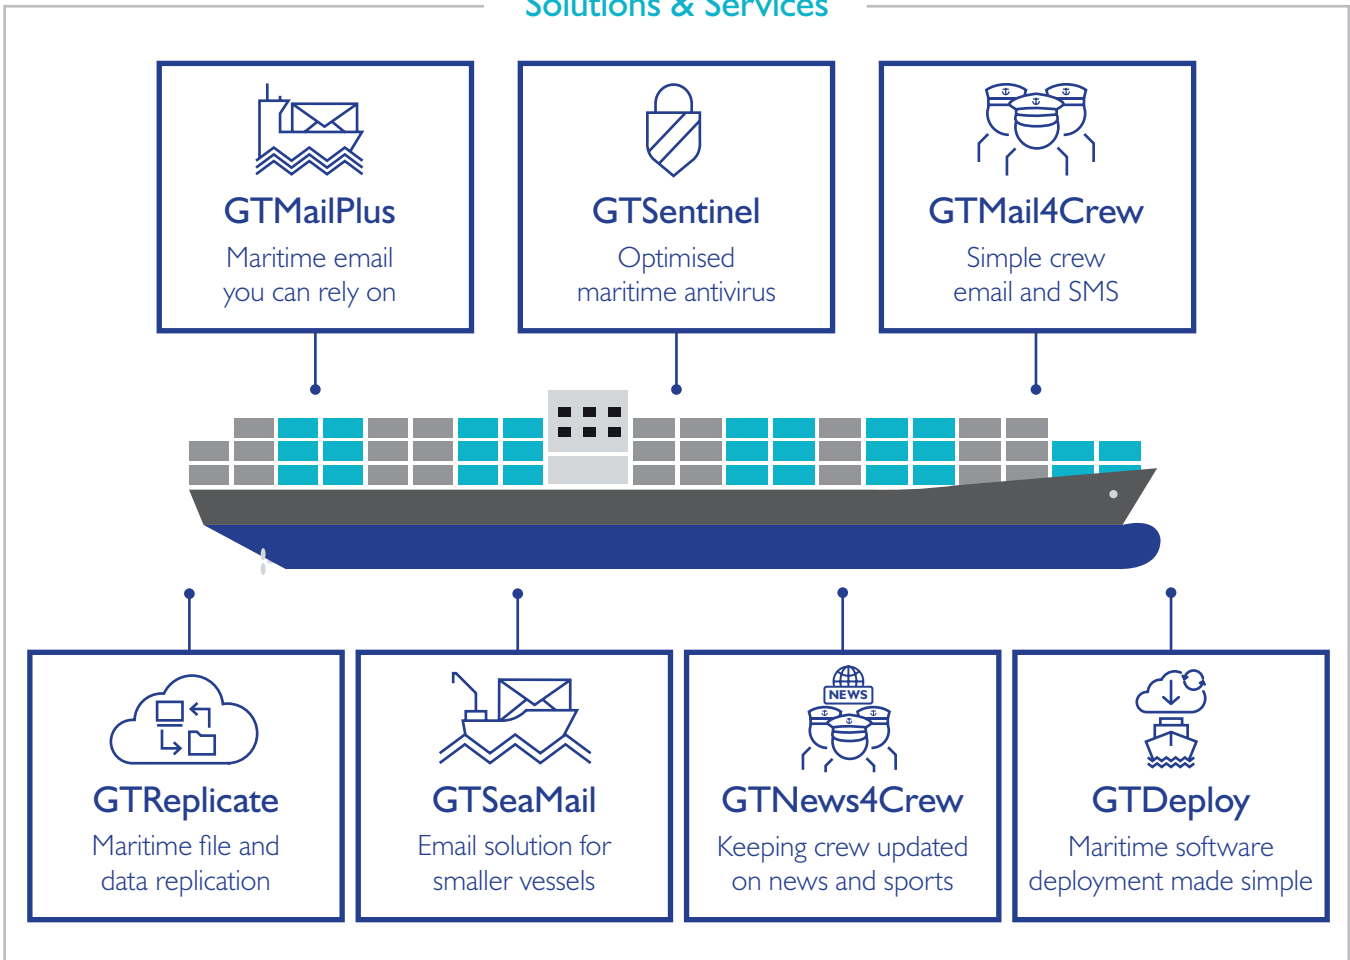 Solutions & Services
GTMailPlus
Maritime email
you can rely on
GTSentinel
Optimised
maritime antivirus
GTMail4Crew
Simple crew
email and SMS
GTReplicate
Maritime file and
data replication
GTSeaMail
Email solution for
smaller vessels
NEWS
GTNews4Crew
Keeping crew updated
on news and sports
GTDeploy
Maritime software
deployment made simple